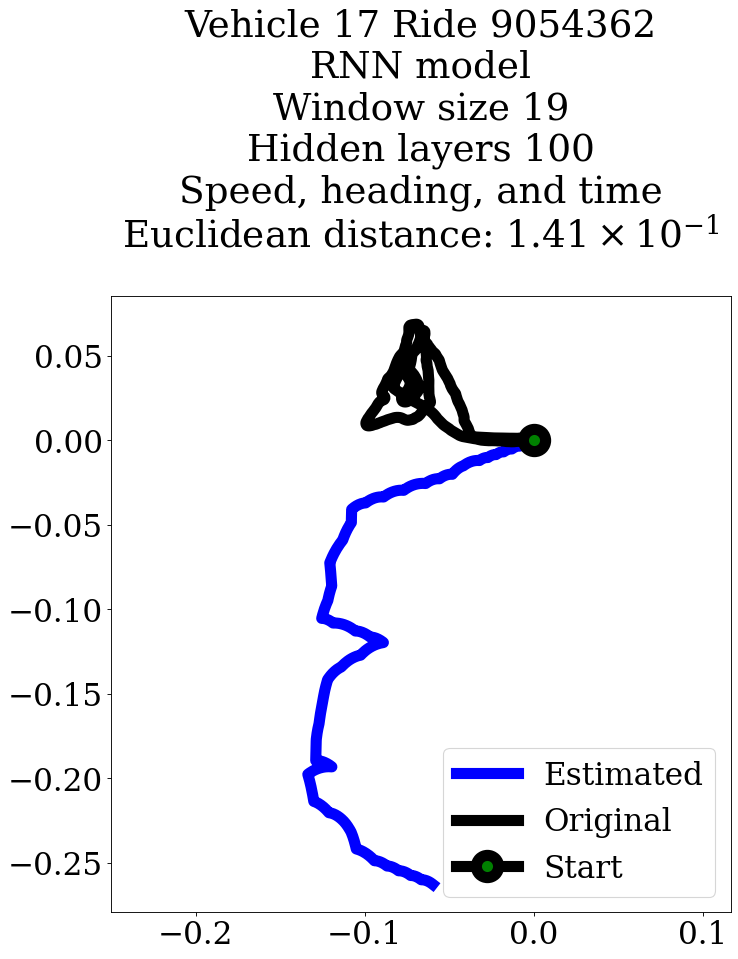 Vehicle 17 Ride 9054362
RNN model
Window size 19
Hidden layers 100
Speed, heading, and time
Euclidean distance: 1.41 × 10⁻¹
0.05
0.00
−0.05
−0.10
−0.15
−0.20
−0.25
Estimated
Original
Start
−0.2
−0.1
0.0
0.1